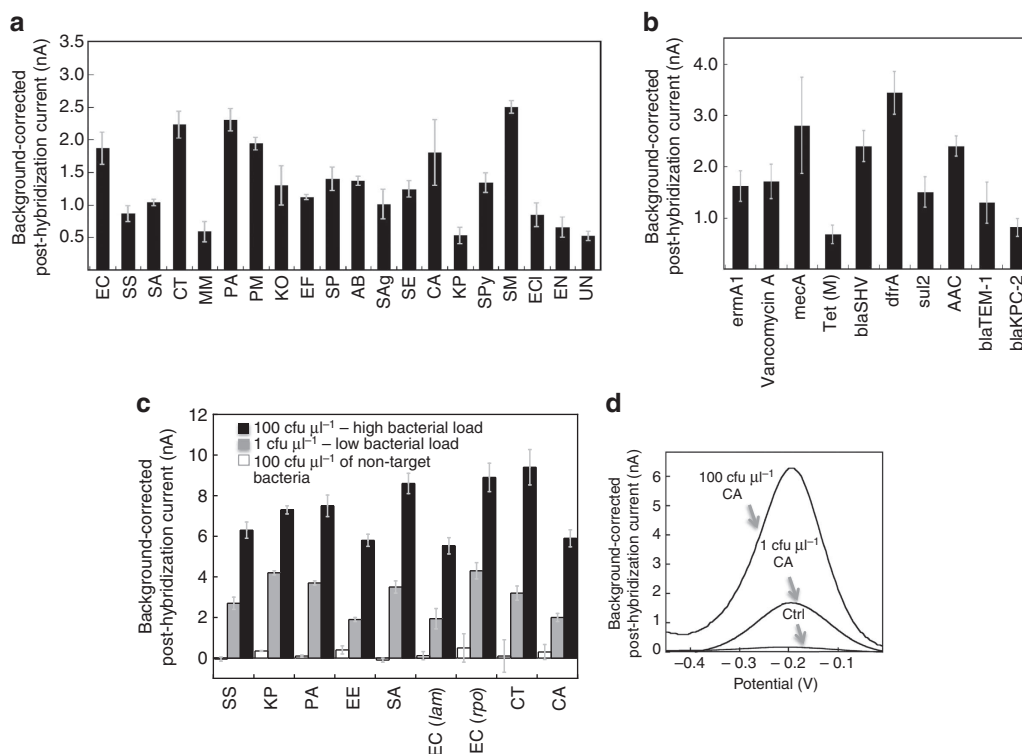 a
Background-corrected
post-hybridization current (nA)
3.5
3.0
2.5
2.0
1.5
1.0
0.5
EC
SS
SA
CT
MM
PA
PM
KO
EF
SP
AB
SAg
SE
CA
KP
SPy
SM
ECl
EN
UN
b
Background-corrected
post-hybridization current (nA)
4.0
3.0
2.0
1.0
ermA1
Vancomycin A
mecA
Tet (M)
blaSHV
dfrA
sul2
AAC
blaTEM-1
blaKPC-2
c
Background-corrected
post-hybridization current (nA)
12
10
8
6
4
2
0
100 cfu μl⁻¹ – high bacterial load
1 cfu μl⁻¹ – low bacterial load
100 cfu μl⁻¹ of non-target
bacteria
SS
KP
PA
EE
SA
EC (lam)
EC (rpo)
CT
CA
d
Background-corrected
post-hybridization current (nA)
6
5
4
3
2
1
0
100 cfu μl⁻¹
CA
1 cfu μl⁻¹
CA
Ctrl
– 0.4 – 0.3 – 0.2 – 0.1
Potential (V)